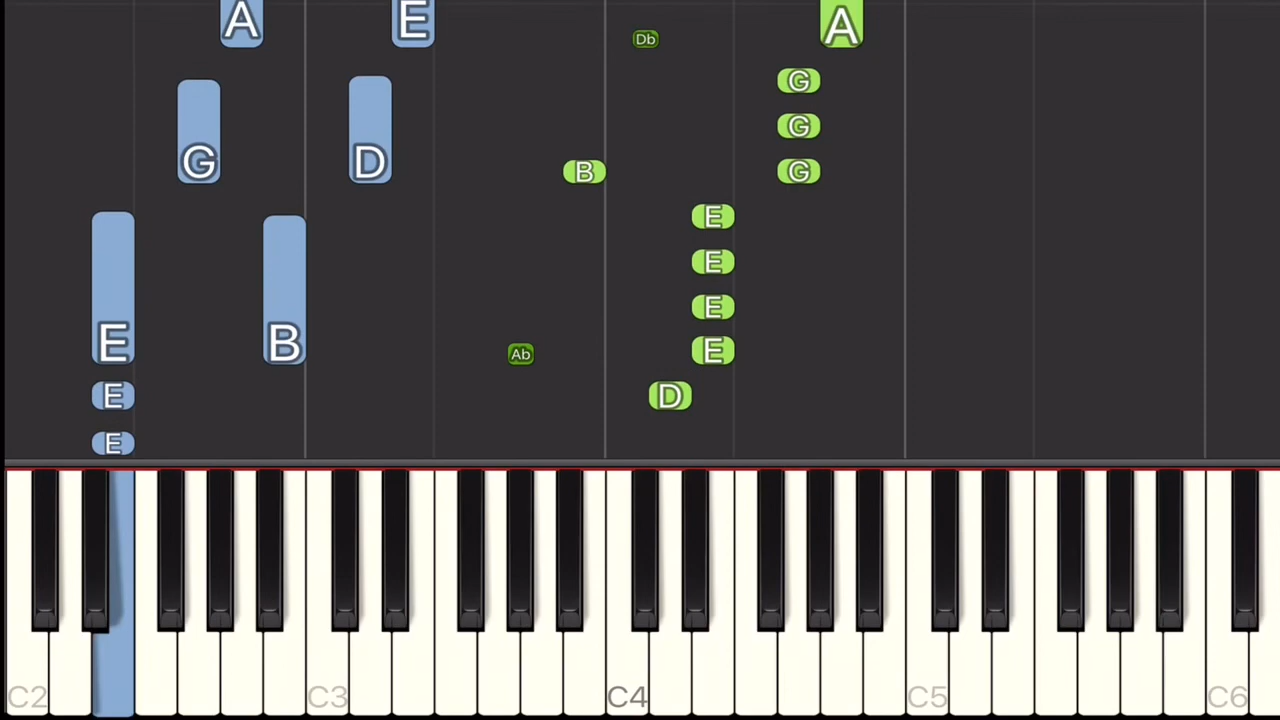 A E A
Db
G
G D G
B G
E
E
E
E B Ab E
E D
E
C2 C3 C4 C5 C6